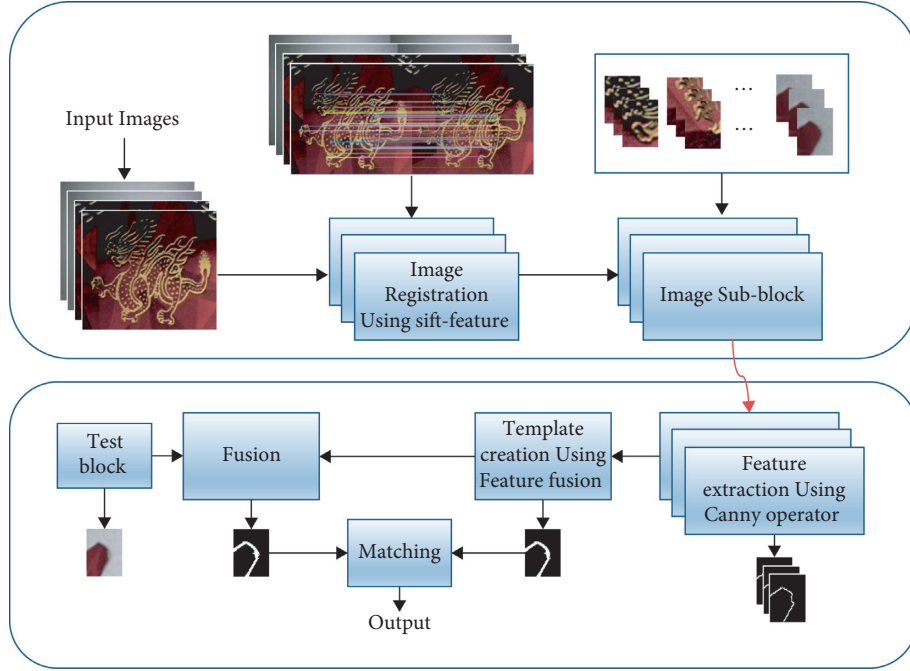 Input Images
Image
Registration
Using sift-feature
...
...
Image Sub-block
Test
block
Fusion
Template
creation Using
Feature fusion
Feature
extraction Using
Canny operator
Matching
Output